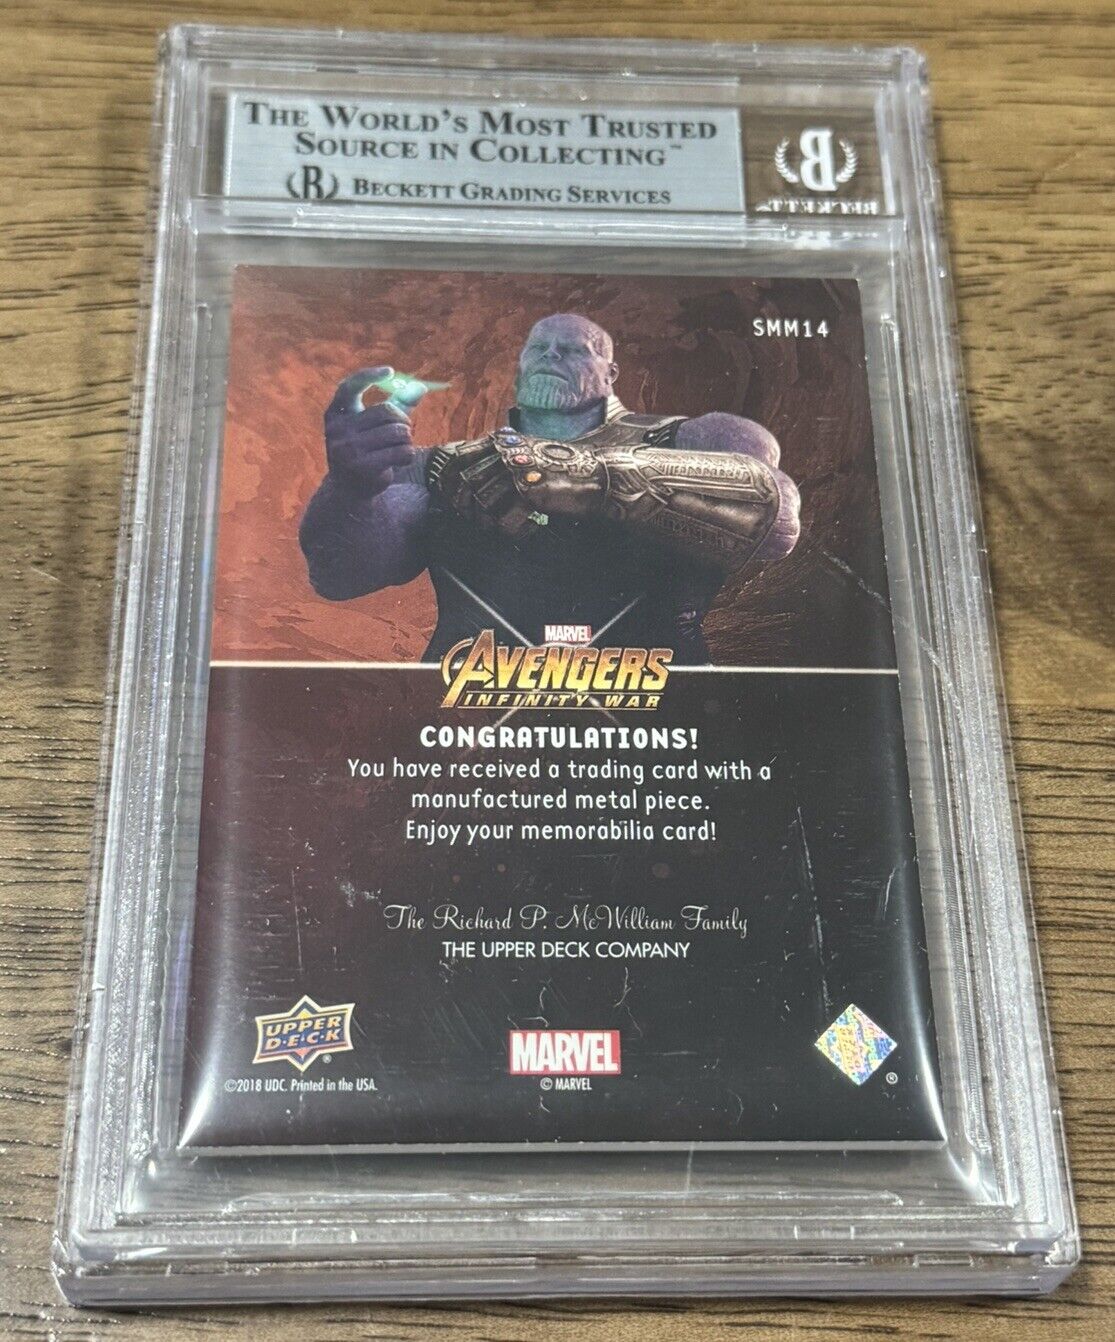 THE WORLD'S MOST TRUSTED
SOURCE IN COLLECTING™
BECKETT GRADING SERVICES
SMM14
MARVEL
AVENGERS
INFINITY WAR
CONGRATULATIONS!
You have received a trading card with a
manufactured metal piece.
Enjoy your memorabilia card!
The Richard P. McWilliam Family
THE UPPER DECK COMPANY
UPPER
D·E·C·K
®
©2018 UDC. Printed in the USA.
MARVEL
© MARVEL
®